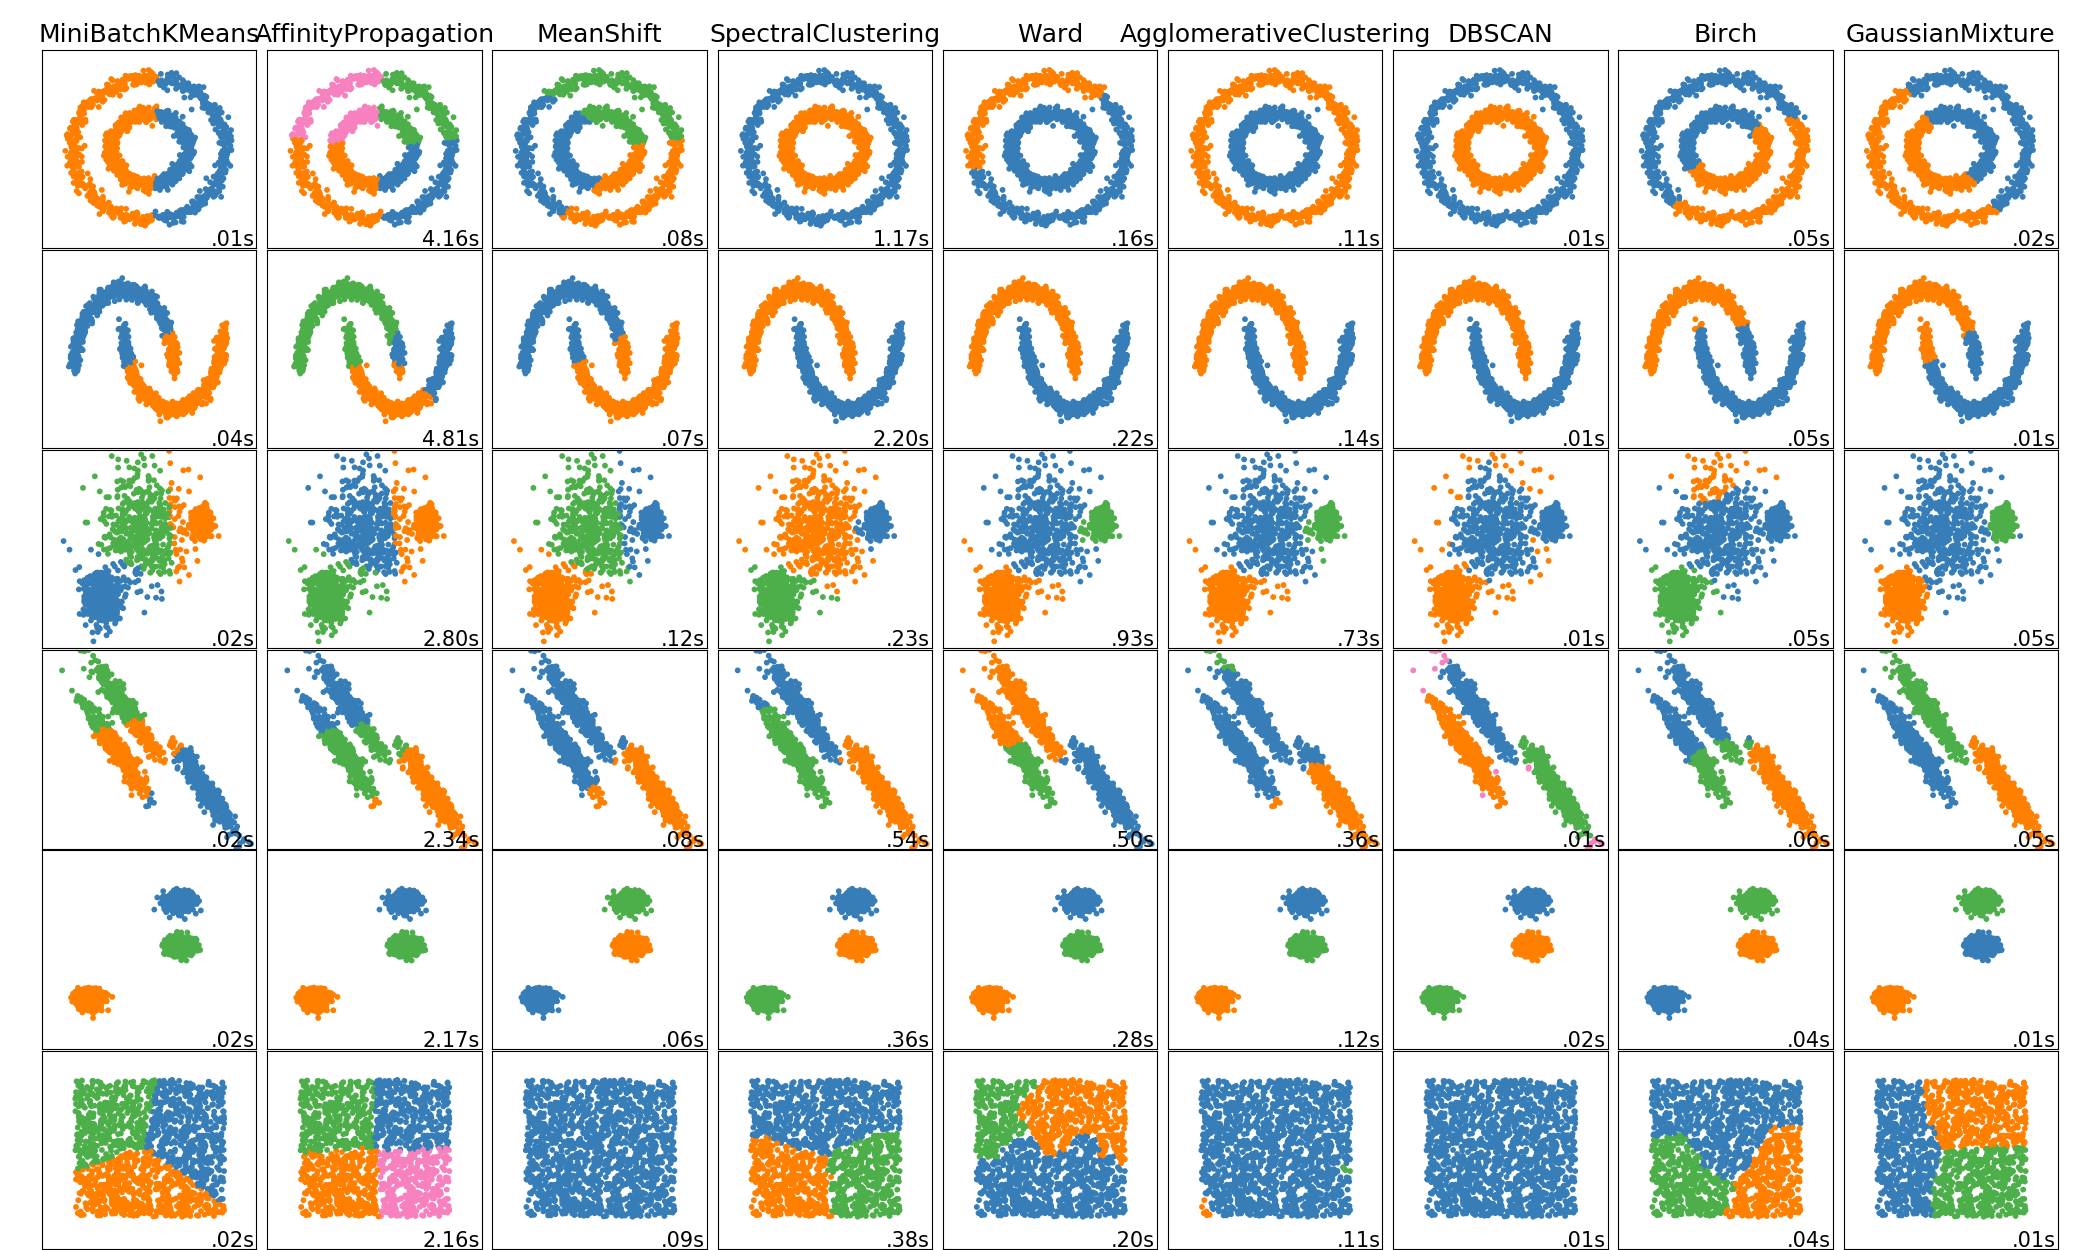 MiniBatchKMeans AffinityPropagation MeanShift SpectralClustering Ward AgglomerativeClustering DBSCAN Birch GaussianMixture
.01s 4.16s .08s 1.17s .16s .11s .01s .05s .02s
.04s 4.81s .07s 2.20s .22s .14s .01s .05s .01s
.02s 2.80s .12s .23s .93s .73s .01s .05s .05s
.02s 2.34s .08s .54s .50s .36s .01s .06s .05s
.02s 2.17s .06s .36s .28s .12s .02s .04s .01s
.02s 2.16s .09s .38s .20s .11s .01s .04s .01s